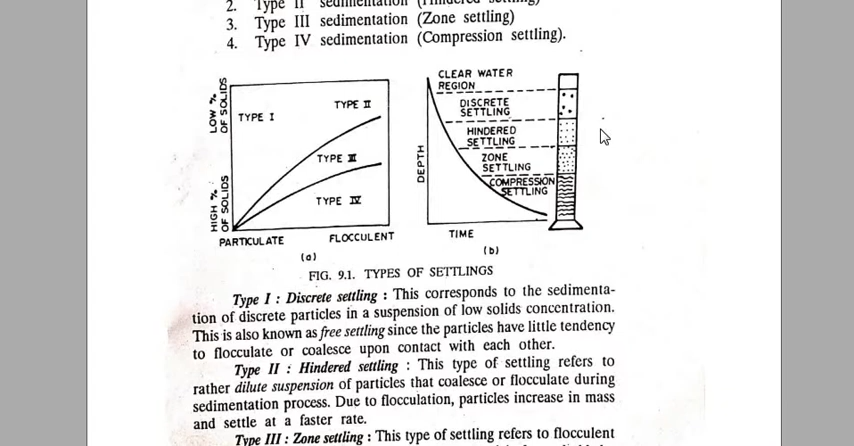 2. Type II sedimentation (Hindered settling)
3. Type III sedimentation (Zone settling)
4. Type IV sedimentation (Compression settling).
LOW %
OF SOLIDS
HIGH %
OF SOLIDS
TYPE I
TYPE II
TYPE III
TYPE IV
PARTICULATE
FLOCCULENT
(a)
DEPTH
CLEAR WATER
REGION
DISCRETE
SETTLING
HINDERED
SETTLING
ZONE
SETTLING
COMPRESSION
SETTLING
TIME
(b)
FIG. 9.1. TYPES OF SETTLINGS
Type I : Discrete settling : This corresponds to the sedimenta-
tion of discrete particles in a suspension of low solids concentration.
This is also known as free settling since the particles have little tendency
to flocculate or coalesce upon contact with each other.
Type II : Hindered settling : This type of settling refers to
rather dilute suspension of particles that coalesce or flocculate during
sedimentation process. Due to flocculation, particles increase in mass
and settle at a faster rate.
Type III : Zone settling : This type of settling refers to flocculent